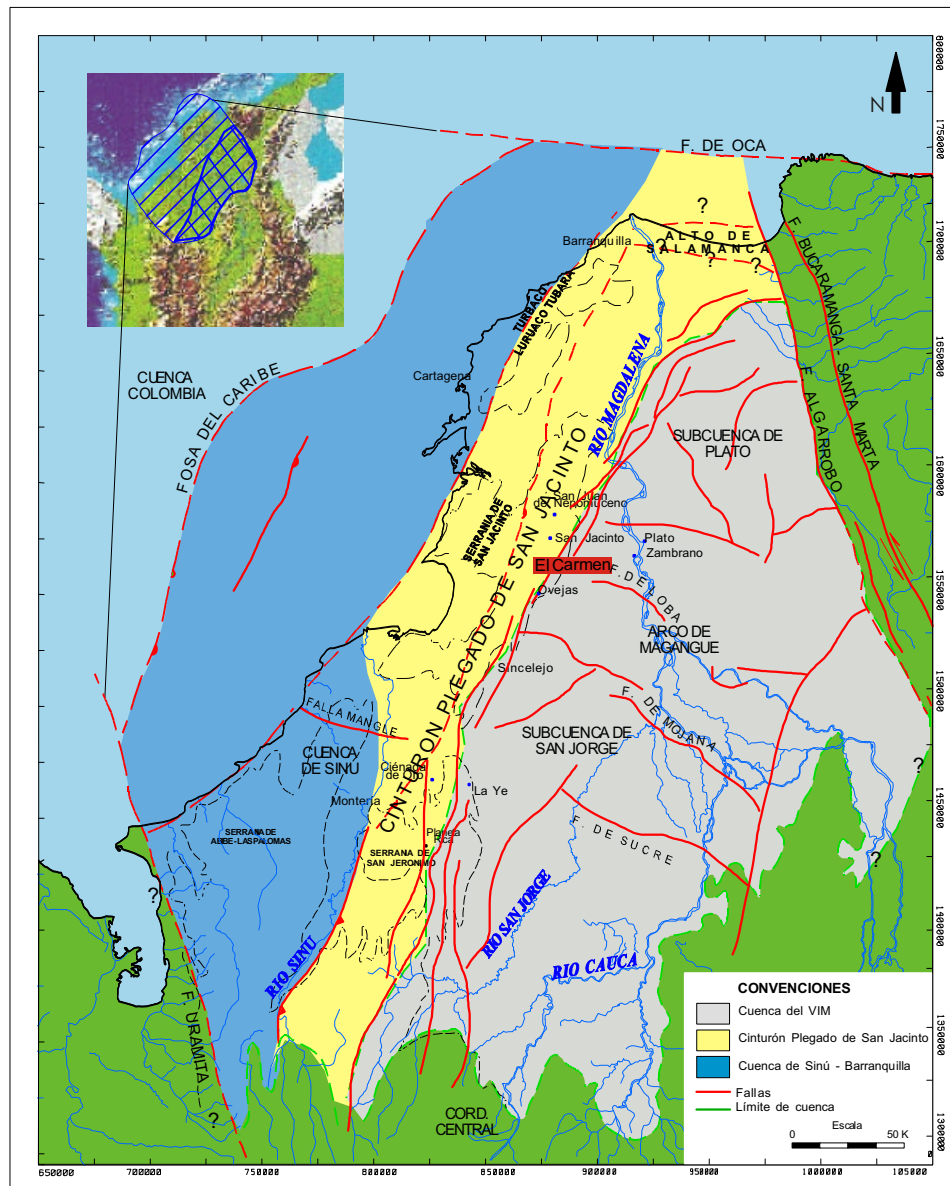 800000
1750000
1700000
1650000
1600000
1550000
1500000
1450000
1400000
1350000
1300000
N
F. DE OCA
?
Barranquilla
ALTO DE
SALAMANCA
?
?
?
F. BUCARAMANGA - SANTA MARTA
F. ALGARROBO
TURBACO
LURUACO TUBARA
RIO MAGDALENA
CUENCA
COLOMBIA
FOSA DEL CARIBE
Cartagena
SUBCUENCA DE
PLATO
CINTURON PLEGADO DE SAN JACINTO
SERRANIA DE
SAN JACINTO
San Juan
de Nepomuceno
San Jacinto
Plato
Zambrano
El Carmen
F. DE LOBA
Ovejas
ARCO DE
MAGANGUE
Sincelejo
FALLA MANGLE
F. DE MOJANA
SUBCUENCA DE
SAN JORGE
CUENCA
DE SINU
Ciénaga
de Oro
La Ye
Montería
?
SERRANA DE
Planea
Rica
F. DE SUCRE
SERRANA DE
SAN JERONIMO
?
?
RIO SAN JORGE
RIO SINU
RIO CAUCA
F. URAMITA
?
CORD.
CENTRAL
CONVENCIONES
Cuenca del VIM
Cinturón Plegado de San Jacinto
Cuenca de Sinú - Barranquilla
Fallas
Límite de cuenca
Escala
0 50 K
650000 700000 750000 800000 850000 900000 950000 1000000 105000